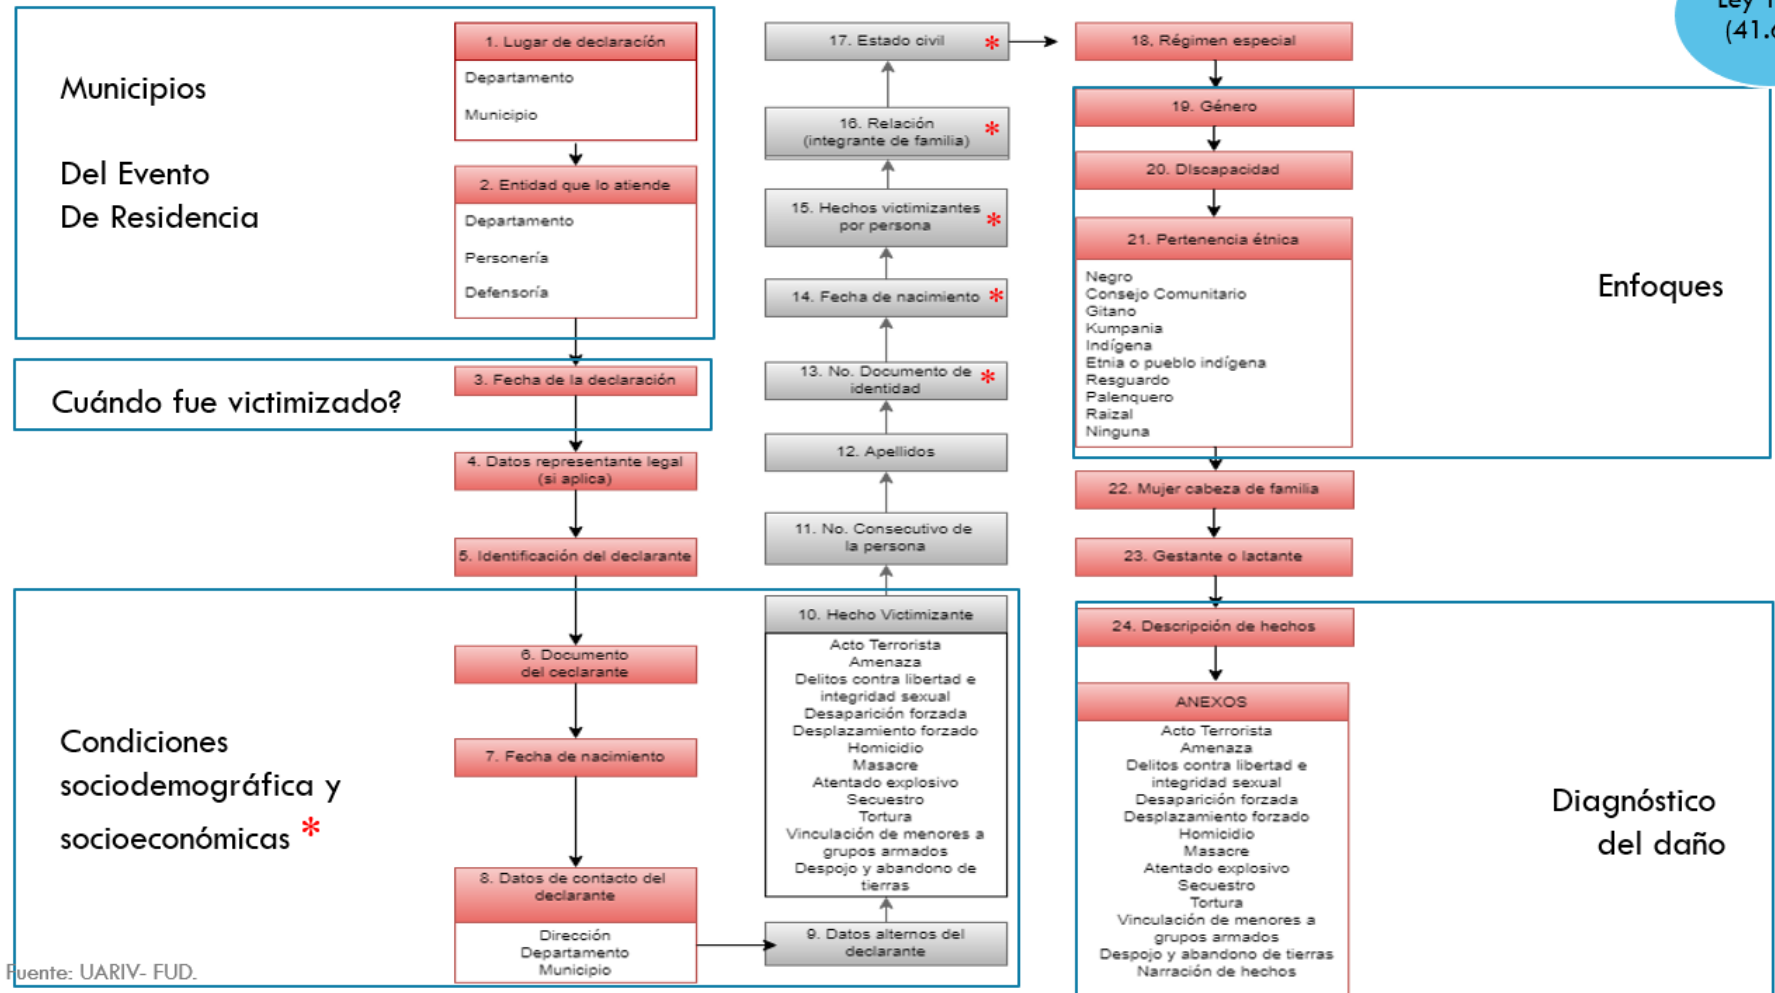 Municipios
Del Evento
De Residencia
1. Lugar de declaración
Departamento
Municipio
2. Entidad que lo atiende
Departamento
Personería
Defensoría
Cuándo fue victimizado?
3. Fecha de la declaración
4. Datos representante legal
(si aplica)
5. Identificación del declarante
Condiciones
sociodemográfica y
socioeconómicas *
6. Documento
del ceclarante
7. Fecha de nacimiento
8. Datos de contacto del
declarante
Dirección
Departamento
Municipio
9. Datos alternos del
declarante
10. Hecho Victimizante
Acto Terrorista
Amenaza
Delitos contra libertad e
integridad sexual
Desaparición forzada
Desplazamiento forzado
Homicidio
Masacre
Atentado explosivo
Secuestro
Tortura
Vinculación de menores a
grupos armados
Despojo y abandono de
tierras
11. No. Consecutivo de
la persona
12. Apellidos
13. No. Documento de
identidad *
14. Fecha de nacimiento *
15. Hechos victimizantes
por persona *
16. Relación
(integrante de familia) *
17. Estado civil *
18, Régimen especial
19. Género
20. DIscapacidad
21. Pertenencia étnica
Negro
Consejo Comunitario
Gitano
Kumpania
Indígena
Etnia o pueblo indígena
Resguardo
Palenquero
Raizal
Ninguna
Enfoques
22. Mujer cabeza de familia
23. Gestante o lactante
24. Descripción de hechos
ANEXOS
Acto Terrorista
Amenaza
Delitos contra libertad e
integridad sexual
Desaparición forzada
Desplazamiento forzado
Homicidio
Masacre
Atentado explosivo
Secuestro
Tortura
Vinculación de menores a
grupos armados
Despojo y abandono de tierras
Narración de hechos
Diagnóstico
del daño
Ley
(41.
Fuente: UARIV- FUD.